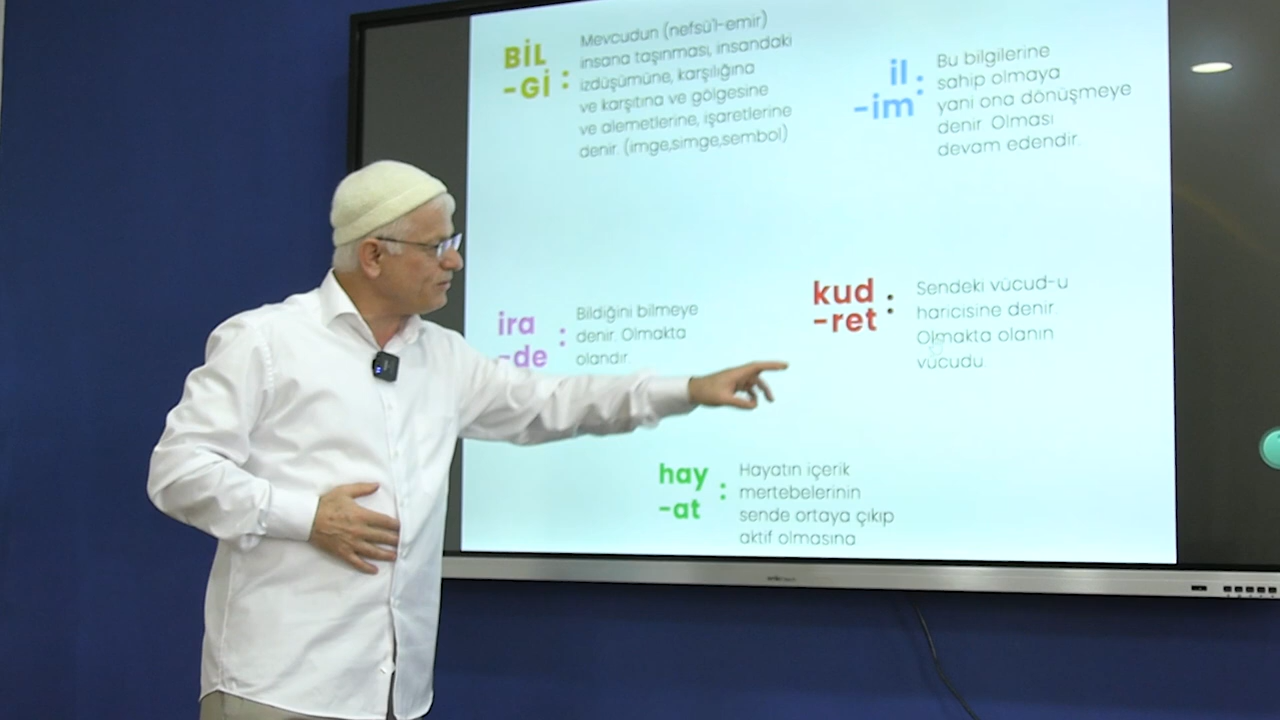 BİL
-Gİ :
Mevcudun (nefsü'l-emir)
insana taşınması, insandaki
izdüşümüne, karşılığına
ve karşıtına ve gölgesine
ve alemetlerine, işaretlerine
denir. (imge,simge,sembol)
il
-im :
Bu bilgilerine
sahip olmaya
yani ona dönüşmeye
denir. Olması
devam edendir.
ira
-de :
Bildiğini bilmeye
denir. Olmakta
olandır.
kud
-ret :
Sendeki vücud-u
haricisine denir.
Olmakta olanın
vücudu
hay
-at :
Hayatın içerik
mertebelerinin
sende ortaya çıkıp
aktif olmasına